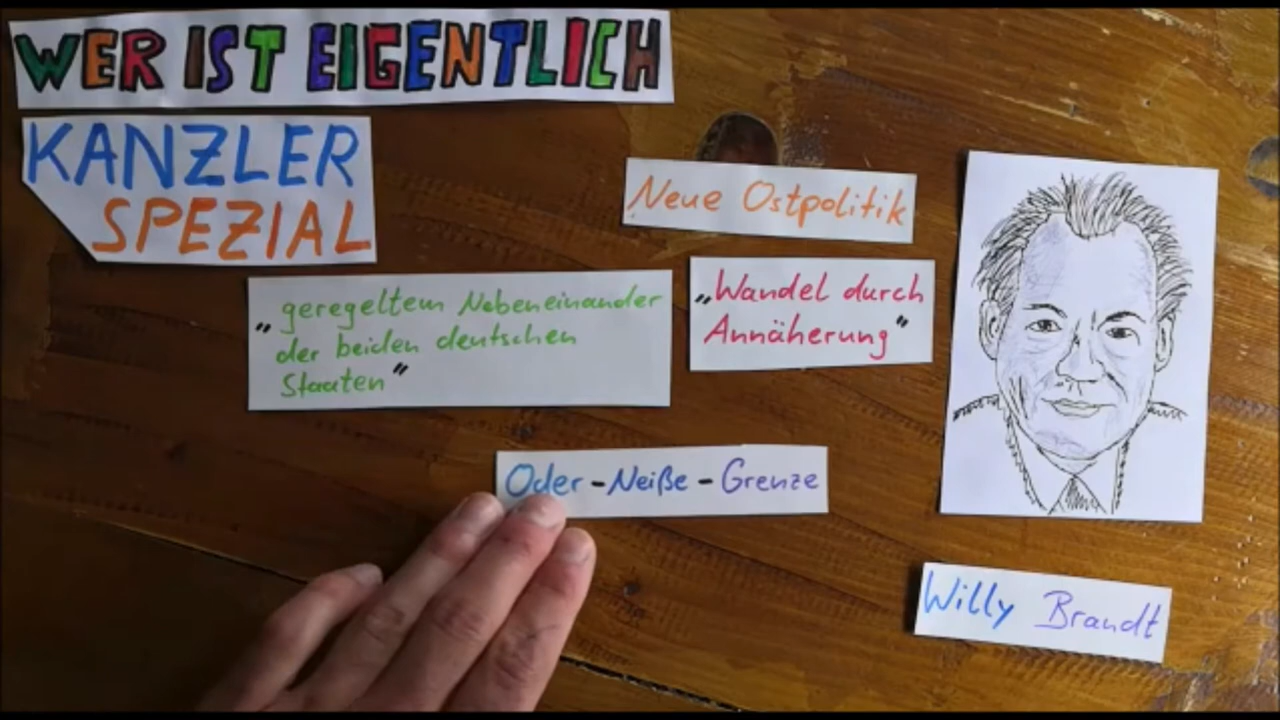 WER IST EIGENTLICH
KANZLER
SPEZIAL
Neue Ostpolitik
„geregeltem Nebeneinander
der beiden deutschen
Staaten”
„Wandel durch
Annäherung”
Oder-Neiße-Grenze
Willy Brandt